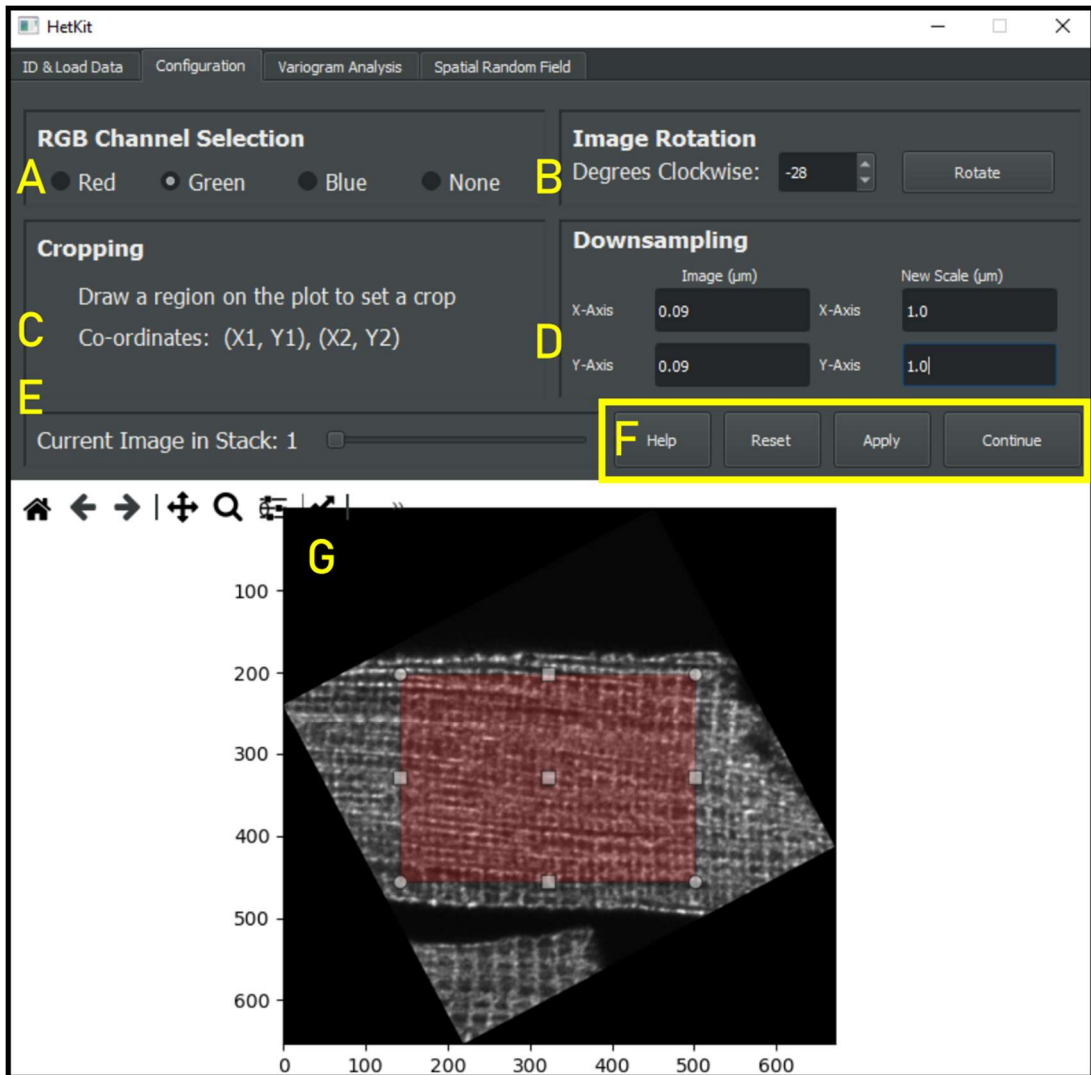 HetKit
ID & Load Data Configuration Variogram Analysis Spatial Random Field
RGB Channel Selection
A Red Green Blue None
Image Rotation
B Degrees Clockwise: -28 Rotate
Cropping
Draw a region on the plot to set a crop
C Co-ordinates: (X1, Y1), (X2, Y2)
Downsampling
Image (µm) New Scale (µm)
X-Axis 0.09 X-Axis 1.0
D
Y-Axis 0.09 Y-Axis 1.0
E
Current Image in Stack: 1
F Help Reset Apply Continue
G
100
200
300
400
500
600
0 100 200 300 400 500 600